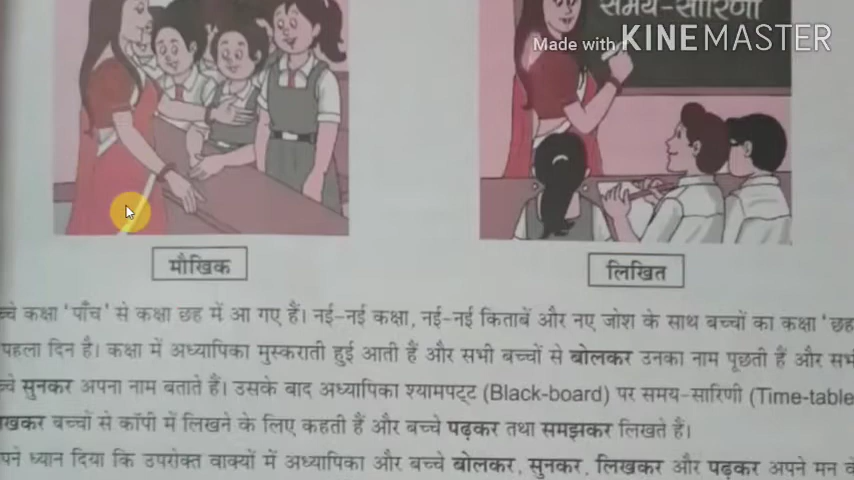 समय-सारिणी
Made with KINEMASTER
मौखिक
लिखित
कक्षा 'पाँच' से कक्षा छह में आ गए हैं। नई-नई कक्षा, नई-नई किताबें और नए जोश के साथ बच्चों का कक्षा 'छह
पहला दिन है। कक्षा में अध्यापिका मुस्कराती हुई आती हैं और सभी बच्चों से बोलकर उनका नाम पूछती हैं और
सुनकर अपना नाम बताते हैं। उसके बाद अध्यापिका श्यामपट्ट (Black-board) पर समय-सारिणी (Time-table
बच्चों से कॉपी में लिखने के लिए कहती हैं और बच्चे पढ़कर तथा समझकर लिखते हैं।
ध्यान दिया कि उपरोक्त वाक्यों में अध्यापिका और बच्चे बोलकर, सुनकर, लिखकर और पढ़कर अपने मन